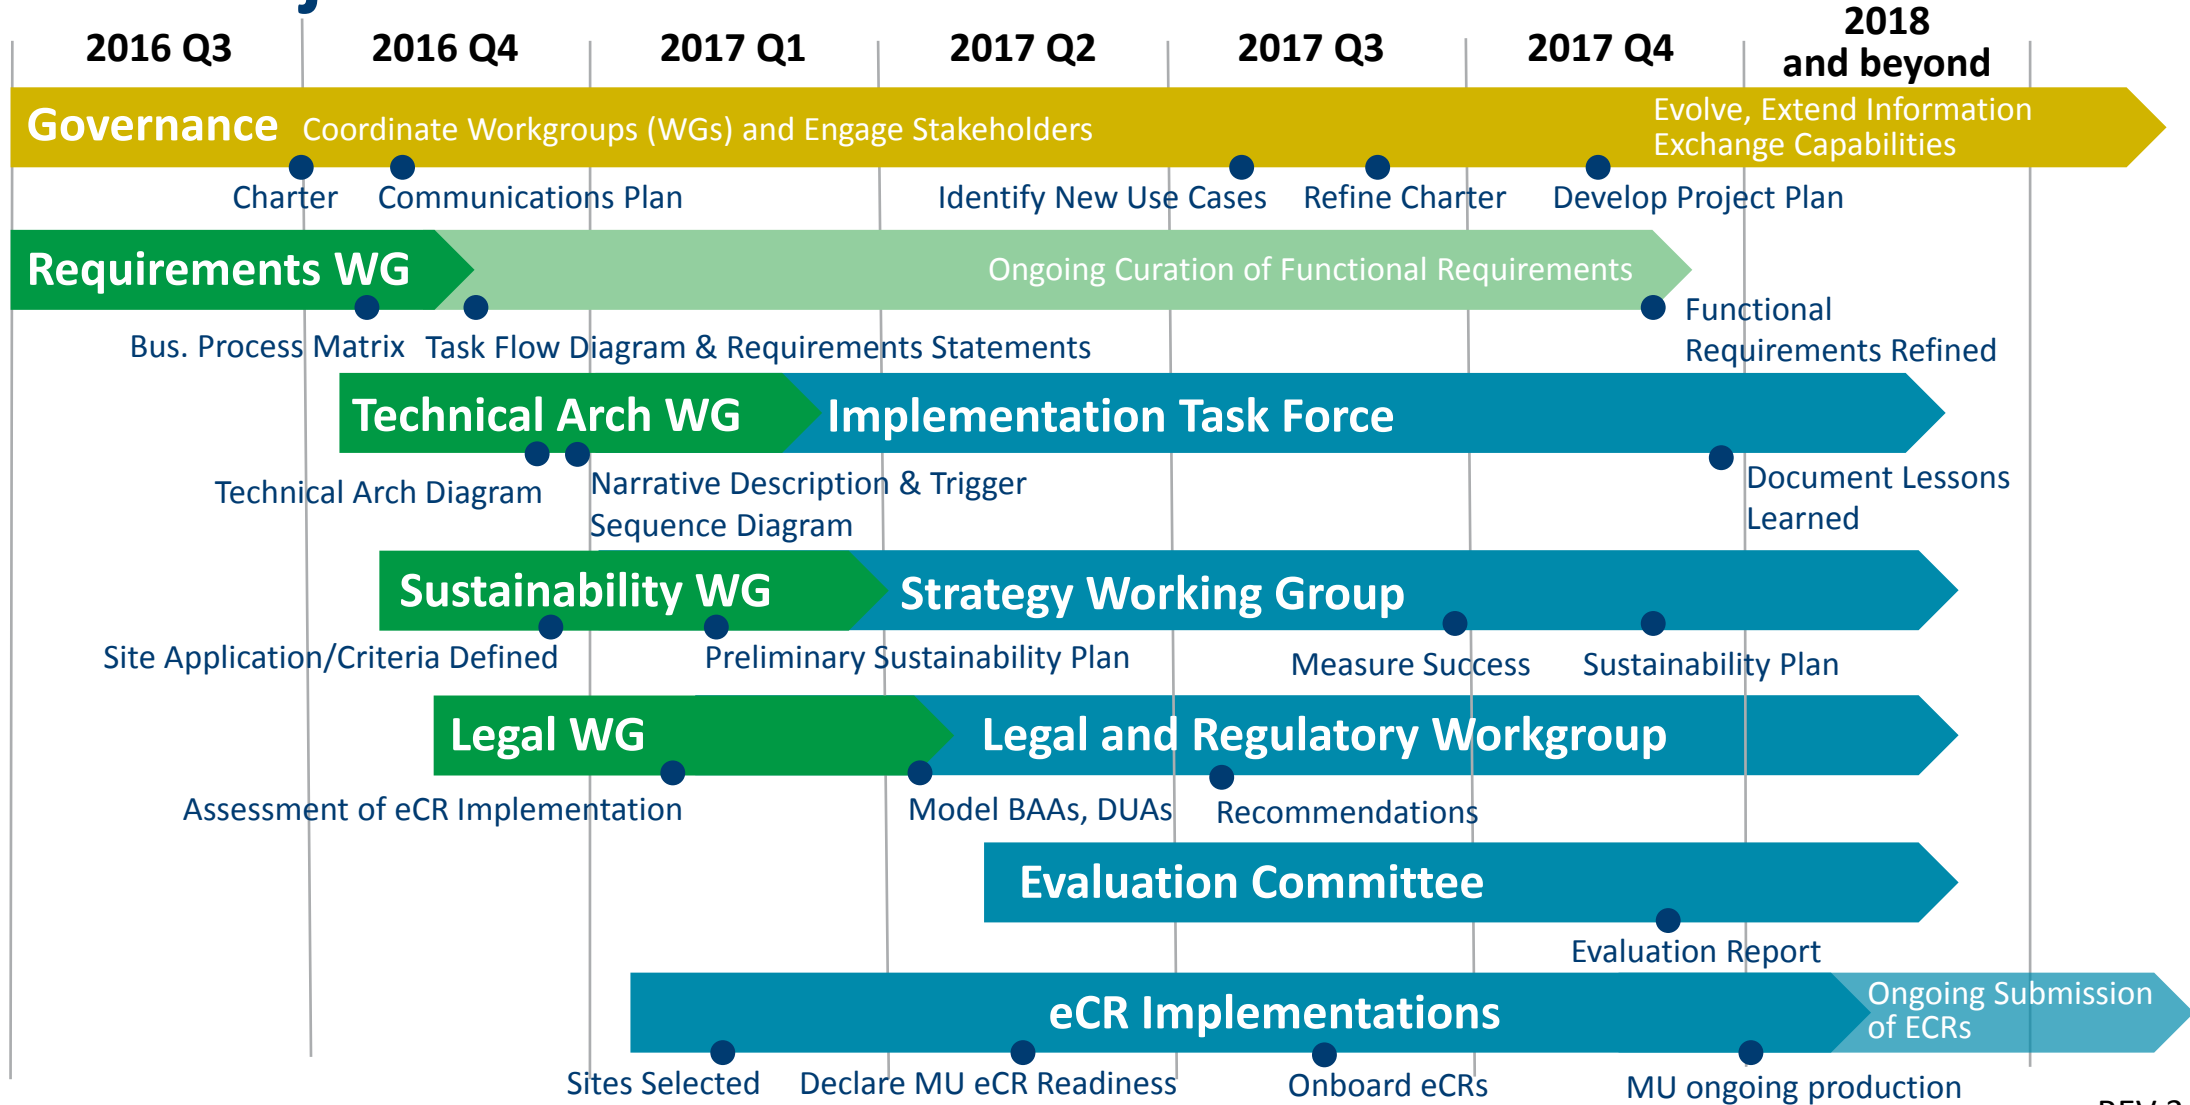 2016 Q3
2016 Q4
2017 Q1
2017 Q2
2017 Q3
2017 Q4
2018
and beyond
Governance
Coordinate Workgroups (WGs) and Engage Stakeholders
Evolve, Extend Information
Exchange Capabilities
Charter
Communications Plan
Identify New Use Cases
Refine Charter
Develop Project Plan
Requirements WG
Ongoing Curation of Functional Requirements
Bus. Process Matrix
Task Flow Diagram & Requirements Statements
Functional
Requirements Refined
Technical Arch WG
Implementation Task Force
Technical Arch Diagram
Narrative Description & Trigger
Sequence Diagram
Document Lessons
Learned
Sustainability WG
Strategy Working Group
Site Application/Criteria Defined
Preliminary Sustainability Plan
Measure Success
Sustainability Plan
Legal WG
Legal and Regulatory Workgroup
Assessment of eCR Implementation
Model BAAs, DUAs
Recommendations
Evaluation Committee
Evaluation Report
eCR Implementations
Ongoing Submission
of ECRs
Sites Selected
Declare MU eCR Readiness
Onboard eCRs
MU ongoing production